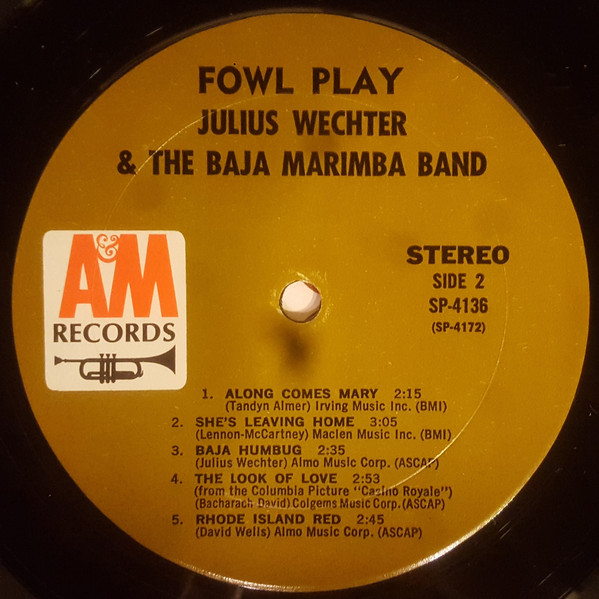 FOWL PLAY
JULIUS WECHTER
& THE BAJA MARIMBA BAND
A&M
RECORDS
STEREO
SIDE 2
SP-4136
(SP-4172)
1. ALONG COMES MARY 2:15
(Tandyn Almer) Irving Music Inc. (BMI)
2. SHE'S LEAVING HOME 3:05
(Lennon-McCartney) Maclen Music Inc. (BMI)
3. BAJA HUMBUG 2:35
(Julius Wechter) Almo Music Corp. (ASCAP)
4. THE LOOK OF LOVE 2:53
(from the Columbia Picture "Casino Royale")
(Bacharach-David) Colgems Music Corp. (ASCAP)
5. RHODE ISLAND RED 2:45
(David Wells) Almo Music Corp. (ASCAP)